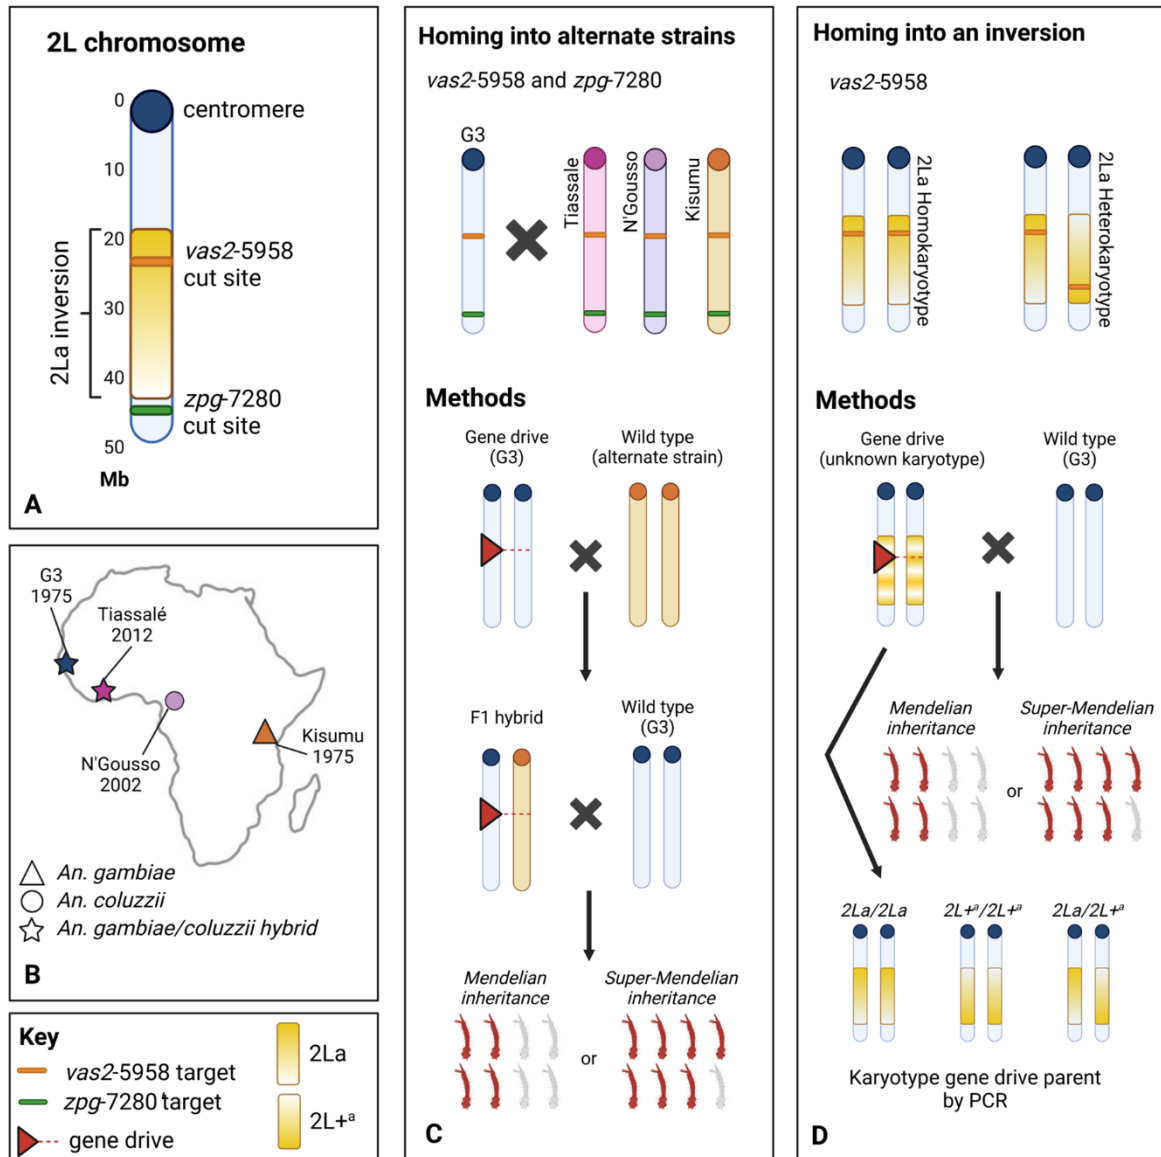 2L chromosome
0
centromere
10
20
vas2-5958
cut site
30
2La inversion
40
zpg-7280
cut site
50
Mb
A
G3
1975
Tiassalé
2012
N'Gousso
2002
Kisumu
1975
An. gambiae
An. coluzzii
An. gambiae/coluzzii hybrid
B
Key
vas2-5958 target
zpg-7280 target
gene drive
2La
2L+ᵃ
Homing into alternate strains
vas2-5958 and zpg-7280
G3
Tiassale
N'Gousso
Kisumu
Methods
Gene drive
(G3)
Wild type
(alternate strain)
F1 hybrid
Wild type
(G3)
Mendelian
inheritance
Super-Mendelian
inheritance
or
C
Homing into an inversion
vas2-5958
2La Homokaryotype
2La Heterokaryotype
Methods
Gene drive
(unknown karyotype)
Wild type
(G3)
Mendelian
inheritance
Super-Mendelian
inheritance
or
2La/2La
2L+ᵃ/2L+ᵃ
2La/2L+ᵃ
Karyotype gene drive parent
by PCR
D